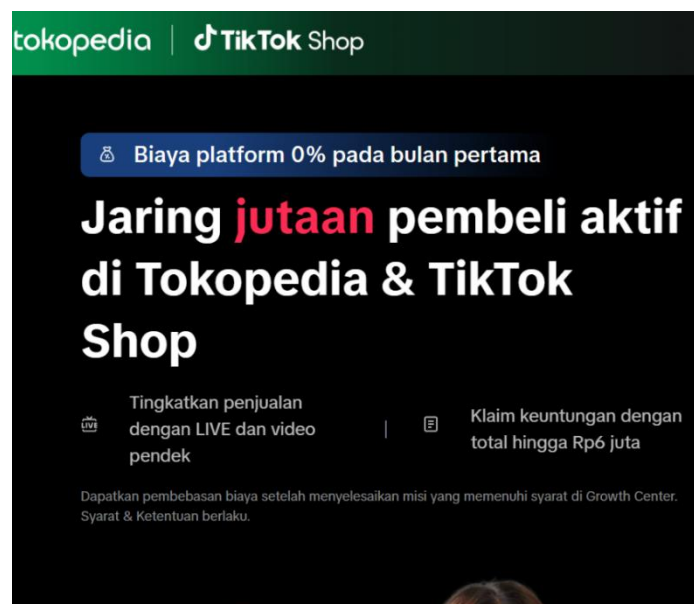 tokopedia | TikTok Shop
Biaya platform 0% pada bulan pertama
Jaring jutaan pembeli aktif
di Tokopedia & TikTok
Shop
LIVE
Tingkatkan penjualan
dengan LIVE dan video
pendek
Klaim keuntungan dengan
total hingga Rp6 juta
Dapatkan pembebasan biaya setelah menyelesaikan misi yang memenuhi syarat di Growth Center.
Syarat & Ketentuan berlaku.